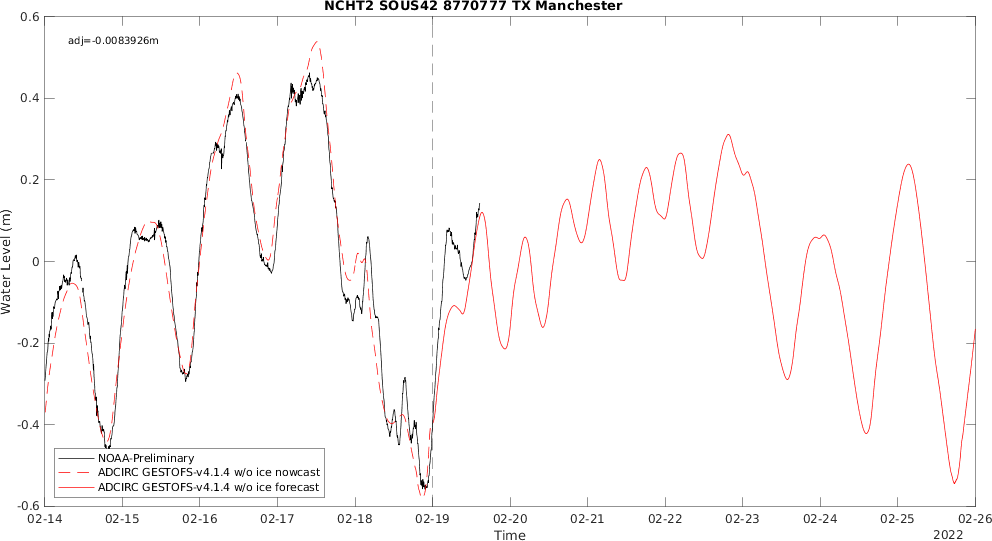 NCHT2 SOUS42 8770777 TX Manchester
adj=-0.0083926m
0.6
0.4
0.2
0
-0.2
-0.4
-0.6
Water Level (m)
NOAA-Preliminary
ADCIRC GESTOFS-v4.1.4 w/o ice nowcast
ADCIRC GESTOFS-v4.1.4 w/o ice forecast
02-14 02-15 02-16 02-17 02-18 02-19 02-20 02-21 02-22 02-23 02-24 02-25 02-26
Time
2022